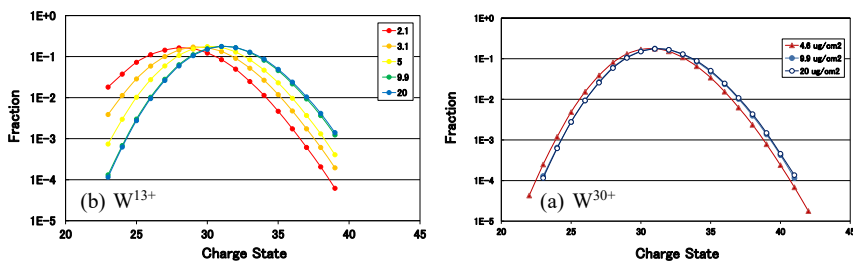 1E+0
1E-1
1E-2
1E-3
1E-4
1E-5
Fraction
20 25 30 35 40 45
Charge State
2.1
3.1
5
9.9
20
(b) W13+
1E+0
1E-1
1E-2
1E-3
1E-4
1E-5
Fraction
20 25 30 35 40 45
Charge State
4.6 ug/cm2
9.9 ug/cm2
20 ug/cm2
(a) W30+